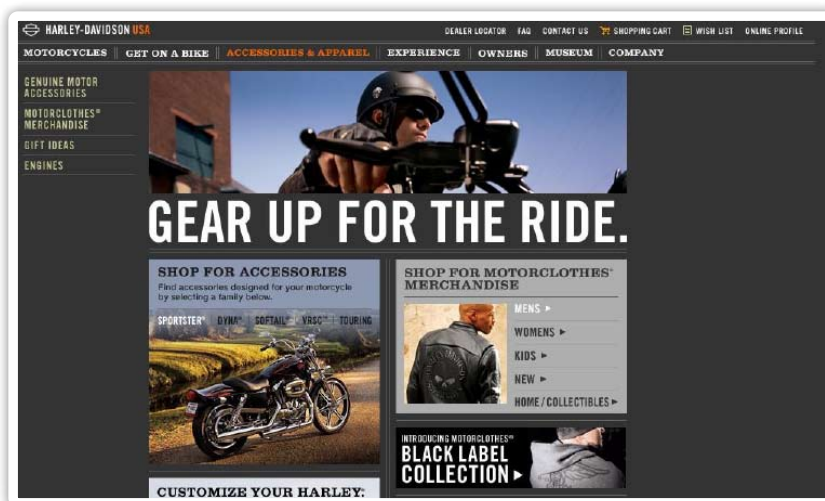 HARLEY-DAVIDSON USA
DEALER LOCATOR FAQ CONTACT US SHOPPING CART WISH LIST ONLINE PROFILE
MOTORCYCLES GET ON A BIKE ACCESSORIES & APPAREL EXPERIENCE OWNERS MUSEUM COMPANY
GENUINE MOTOR
ACCESSORIES
MOTORCLOTHES®
MERCHANDISE
GIFT IDEAS
ENGINES
GEAR UP FOR THE RIDE.
SHOP FOR ACCESSORIES
Find accessories designed for your motorcycle
by selecting a family below.
SPORTSTER® DYNA® SOFTAIL® VRSC™ TOURING
SHOP FOR MOTORCLOTHES®
MERCHANDISE
MENS
WOMENS
KIDS
NEW
HOME / COLLECTIBLES
INTRODUCING MOTORCLOTHES®
BLACK LABEL
COLLECTION
CUSTOMIZE YOUR HARLEY: